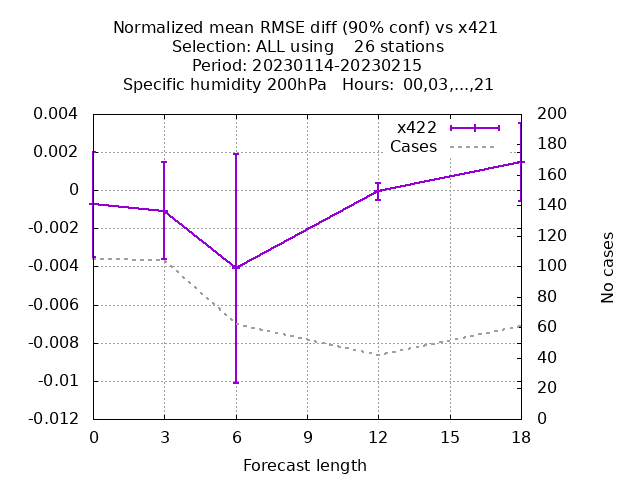 Normalized mean RMSE diff (90% conf) vs x421
Selection: ALL using    26 stations
Period: 20230114-20230215
Specific humidity 200hPa   Hours: 00,03,...,21
x422
Cases
0.004
0.002
0
-0.002
-0.004
-0.006
-0.008
-0.01
-0.012
200
180
160
140
120
100
80
60
40
20
0
No cases
0 3 6 9 12 15 18
Forecast length